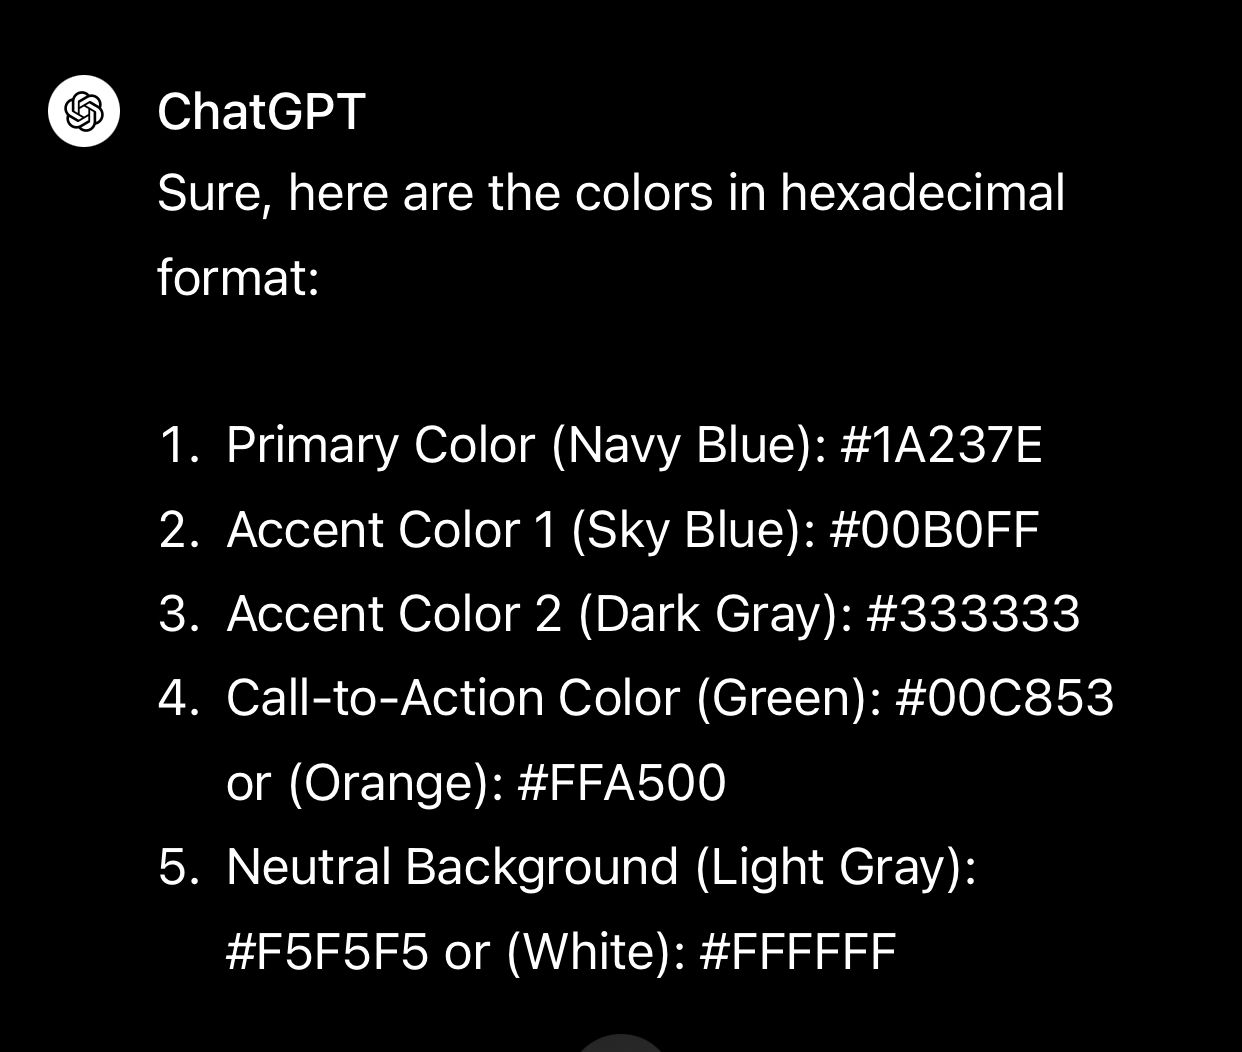 ChatGPT
Sure, here are the colors in hexadecimal
format:
1. Primary Color (Navy Blue): #1A237E
2. Accent Color 1 (Sky Blue): #00B0FF
3. Accent Color 2 (Dark Gray): #333333
4. Call-to-Action Color (Green): #00C853
or (Orange): #FFA500
5. Neutral Background (Light Gray):
#F5F5F5 or (White): #FFFFFF